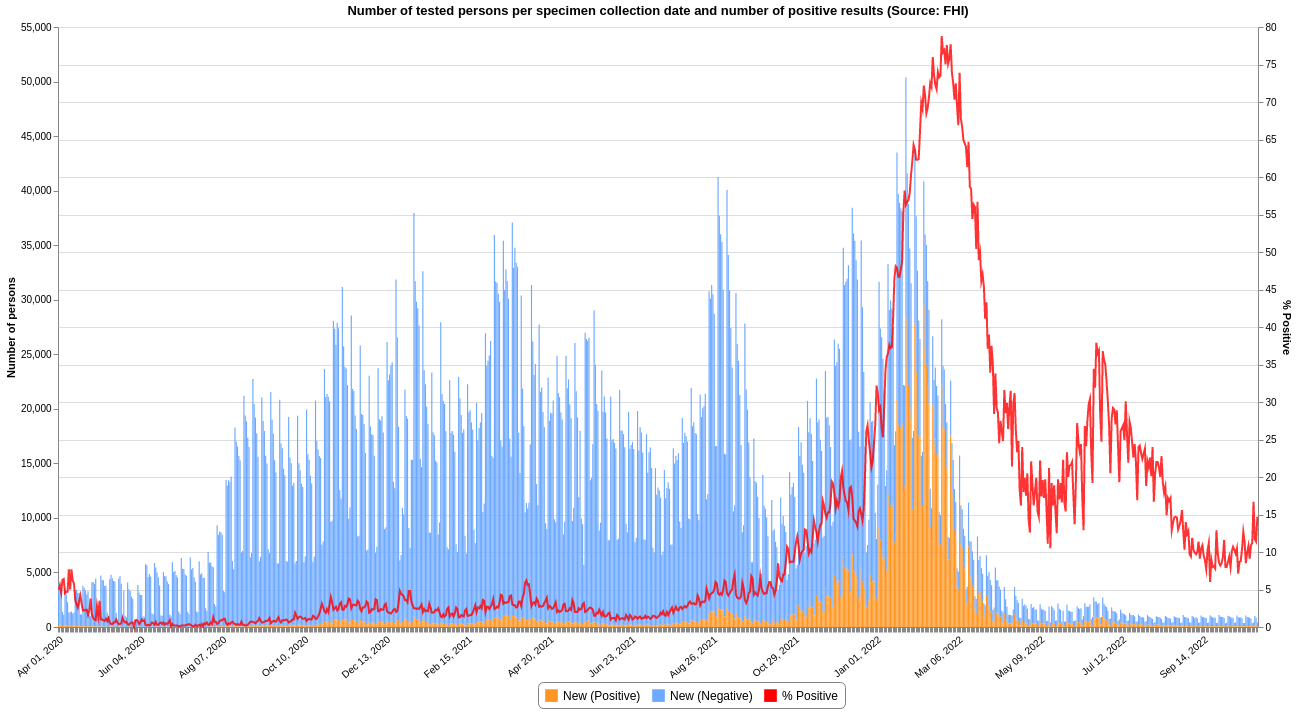 Number of tested persons per specimen collection date and number of positive results (Source: FHI)
55,000
50,000
45,000
40,000
35,000
30,000
25,000
20,000
15,000
10,000
5,000
0
Number of persons
80
75
70
65
60
55
50
45
40
35
30
25
20
15
10
5
0
% Positive
Apr 01, 2020
Jun 04, 2020
Aug 07, 2020
Oct 10, 2020
Dec 13, 2020
Feb 15, 2021
Apr 20, 2021
Jun 23, 2021
Aug 26, 2021
Oct 29, 2021
Jan 01, 2022
Mar 06, 2022
May 09, 2022
Jul 12, 2022
Sep 14, 2022
New (Positive) New (Negative) % Positive